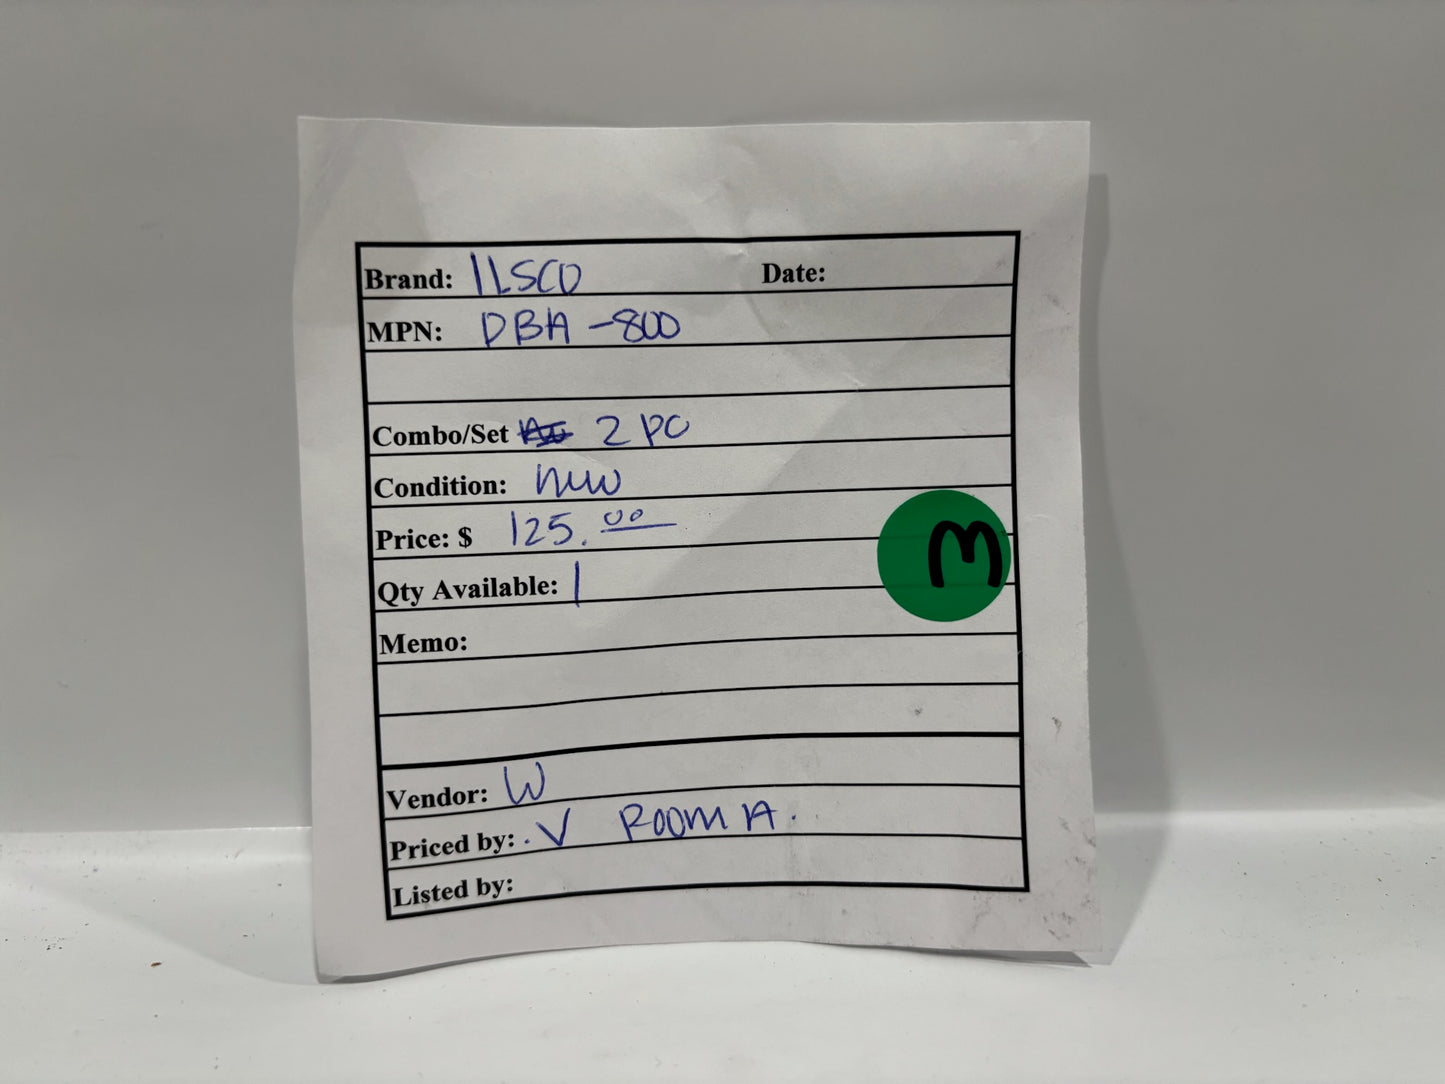 Brand: ILSCO Date:
MPN: DBA-800
Combo/Set 2 PC
Condition: new
Price: $ 125.00
Qty Available: 1
M
Memo:
Vendor: W
Priced by: . V ROOM A.
Listed by: